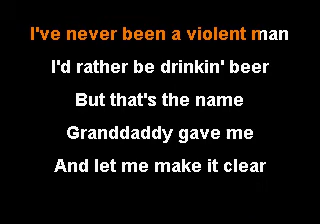 I've never been a violent man
I'd rather be drinkin' beer
But that's the name
Granddaddy gave me
And let me make it clear